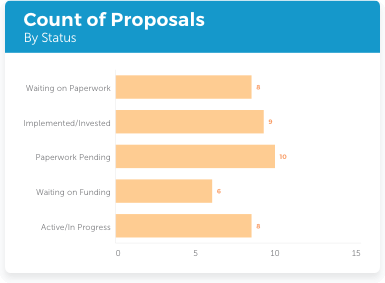 Count of Proposals
By Status
Waiting on Paperwork 8
Implemented/Invested 9
Paperwork Pending 10
Waiting on Funding 6
Active/In Progress 8
0 5 10 15